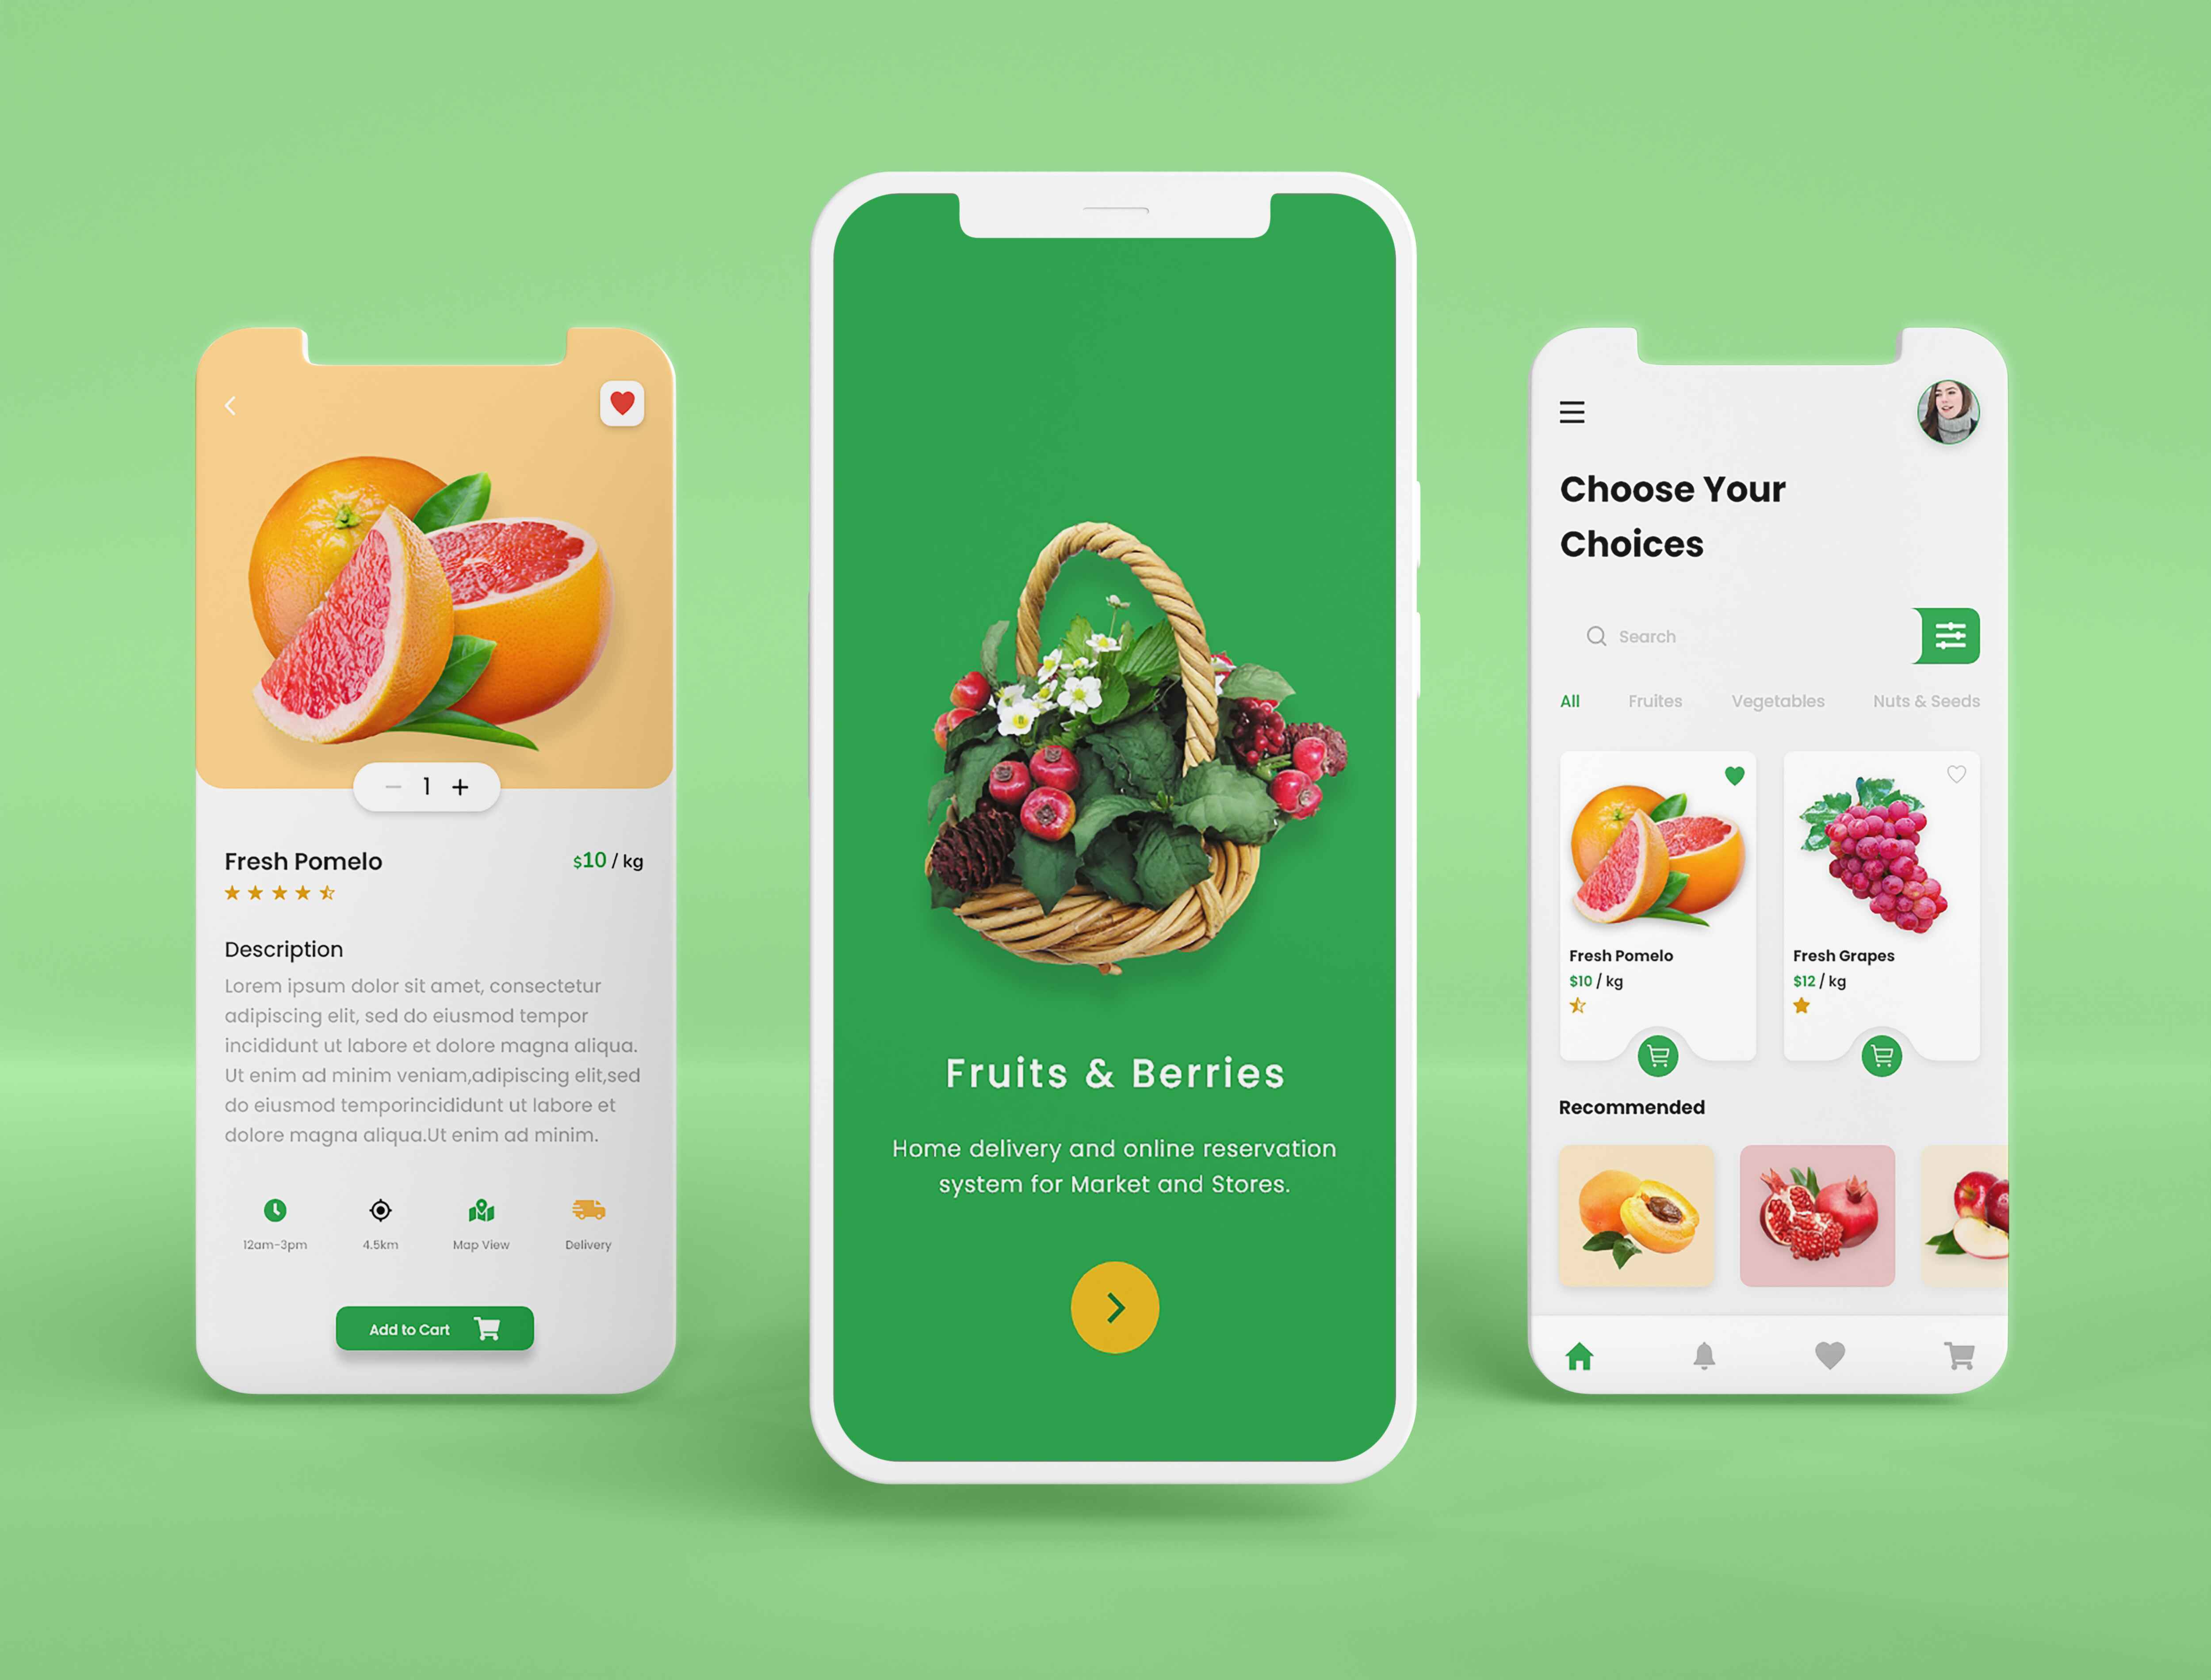 Fresh Pomelo
$10 / kg
Description
Lorem ipsum dolor sit amet, consectetur
adipiscing elit, sed do eiusmod tempor
incididunt ut labore et dolore magna aliqua.
Ut enim ad minim veniam,adipiscing elit,sed
do eiusmod temporincididunt ut labore et
dolore magna aliqua.Ut enim ad minim.
1
12am-3pm
4.5km
Map View
Delivery
Add to Cart
Fruits & Berries
Home delivery and online reservation
system for Market and Stores.
Choose Your
Choices
Search
All
Fruites
Vegetables
Nuts & Seeds
Fresh Pomelo
$10 / kg
Fresh Grapes
$12 / kg
Recommended